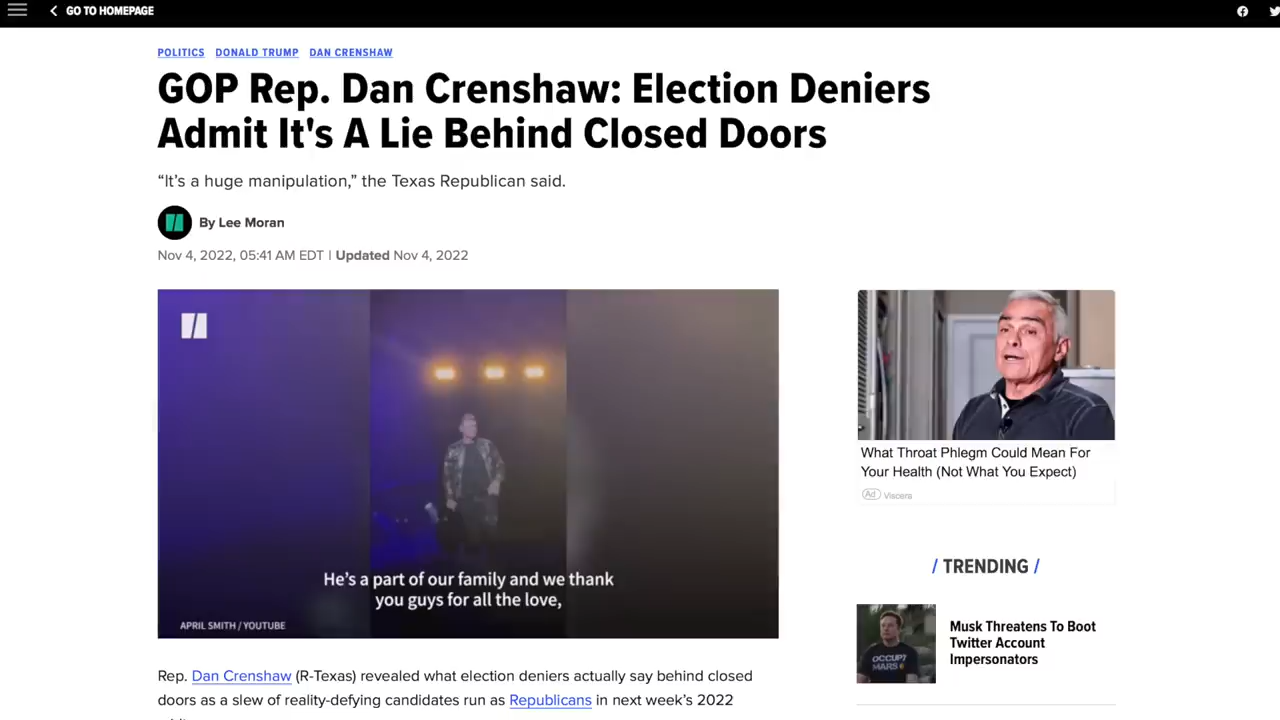 GO TO HOMEPAGE
POLITICS DONALD TRUMP DAN CRENSHAW
GOP Rep. Dan Crenshaw: Election Deniers
Admit It's A Lie Behind Closed Doors
“It’s a huge manipulation,” the Texas Republican said.
By Lee Moran
Nov 4, 2022, 05:41 AM EDT | Updated Nov 4, 2022
He’s a part of our family and we thank
you guys for all the love,
APRIL SMITH / YOUTUBE
Rep. Dan Crenshaw (R-Texas) revealed what election deniers actually say behind closed
doors as a slew of reality-defying candidates run as Republicans in next week’s 2022
What Throat Phlegm Could Mean For
Your Health (Not What You Expect)
Ad Viscera
/ TRENDING /
OCCUPY
MARS
Musk Threatens To Boot
Twitter Account
Impersonators